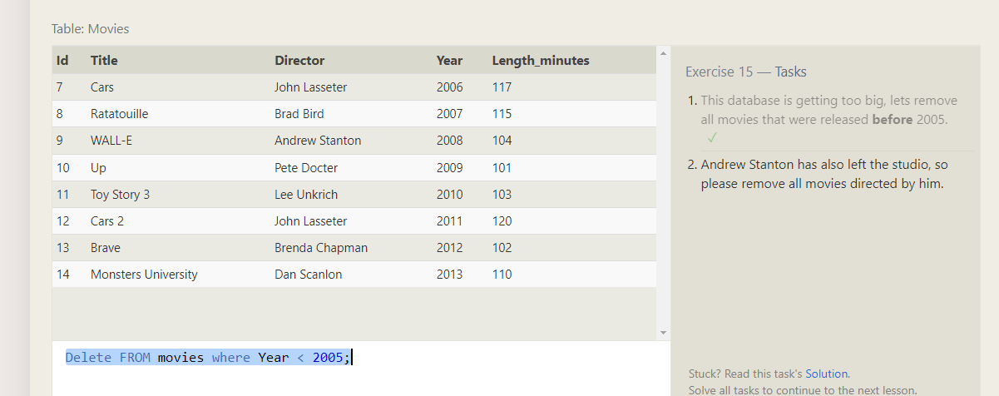 Table: Movies
Id Title Director Year Length_minutes
7 Cars John Lasseter 2006 117
8 Ratatouille Brad Bird 2007 115
9 WALL-E Andrew Stanton 2008 104
10 Up Pete Docter 2009 101
11 Toy Story 3 Lee Unkrich 2010 103
12 Cars 2 John Lasseter 2011 120
13 Brave Brenda Chapman 2012 102
14 Monsters University Dan Scanlon 2013 110
Delete FROM movies where Year < 2005;
Exercise 15 — Tasks
1. This database is getting too big, lets remove
all movies that were released before 2005.
✓
2. Andrew Stanton has also left the studio, so
please remove all movies directed by him.
Stuck? Read this task's Solution.
Solve all tasks to continue to the next lesson.